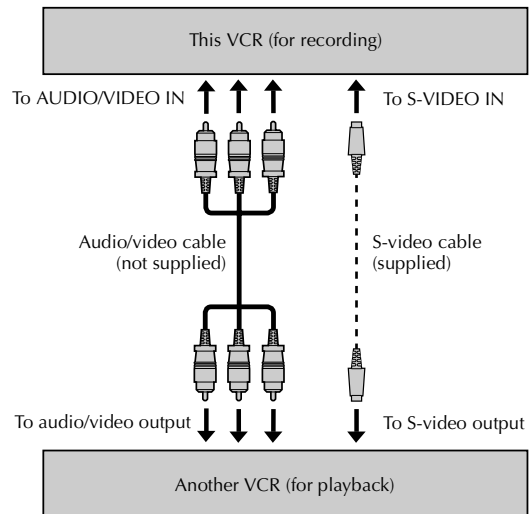 This VCR (for recording)
To AUDIO/VIDEO IN
To S-VIDEO IN
Audio/video cable
(not supplied)
S-video cable
(supplied)
To audio/video output
To S-video output
Another VCR (for playback)